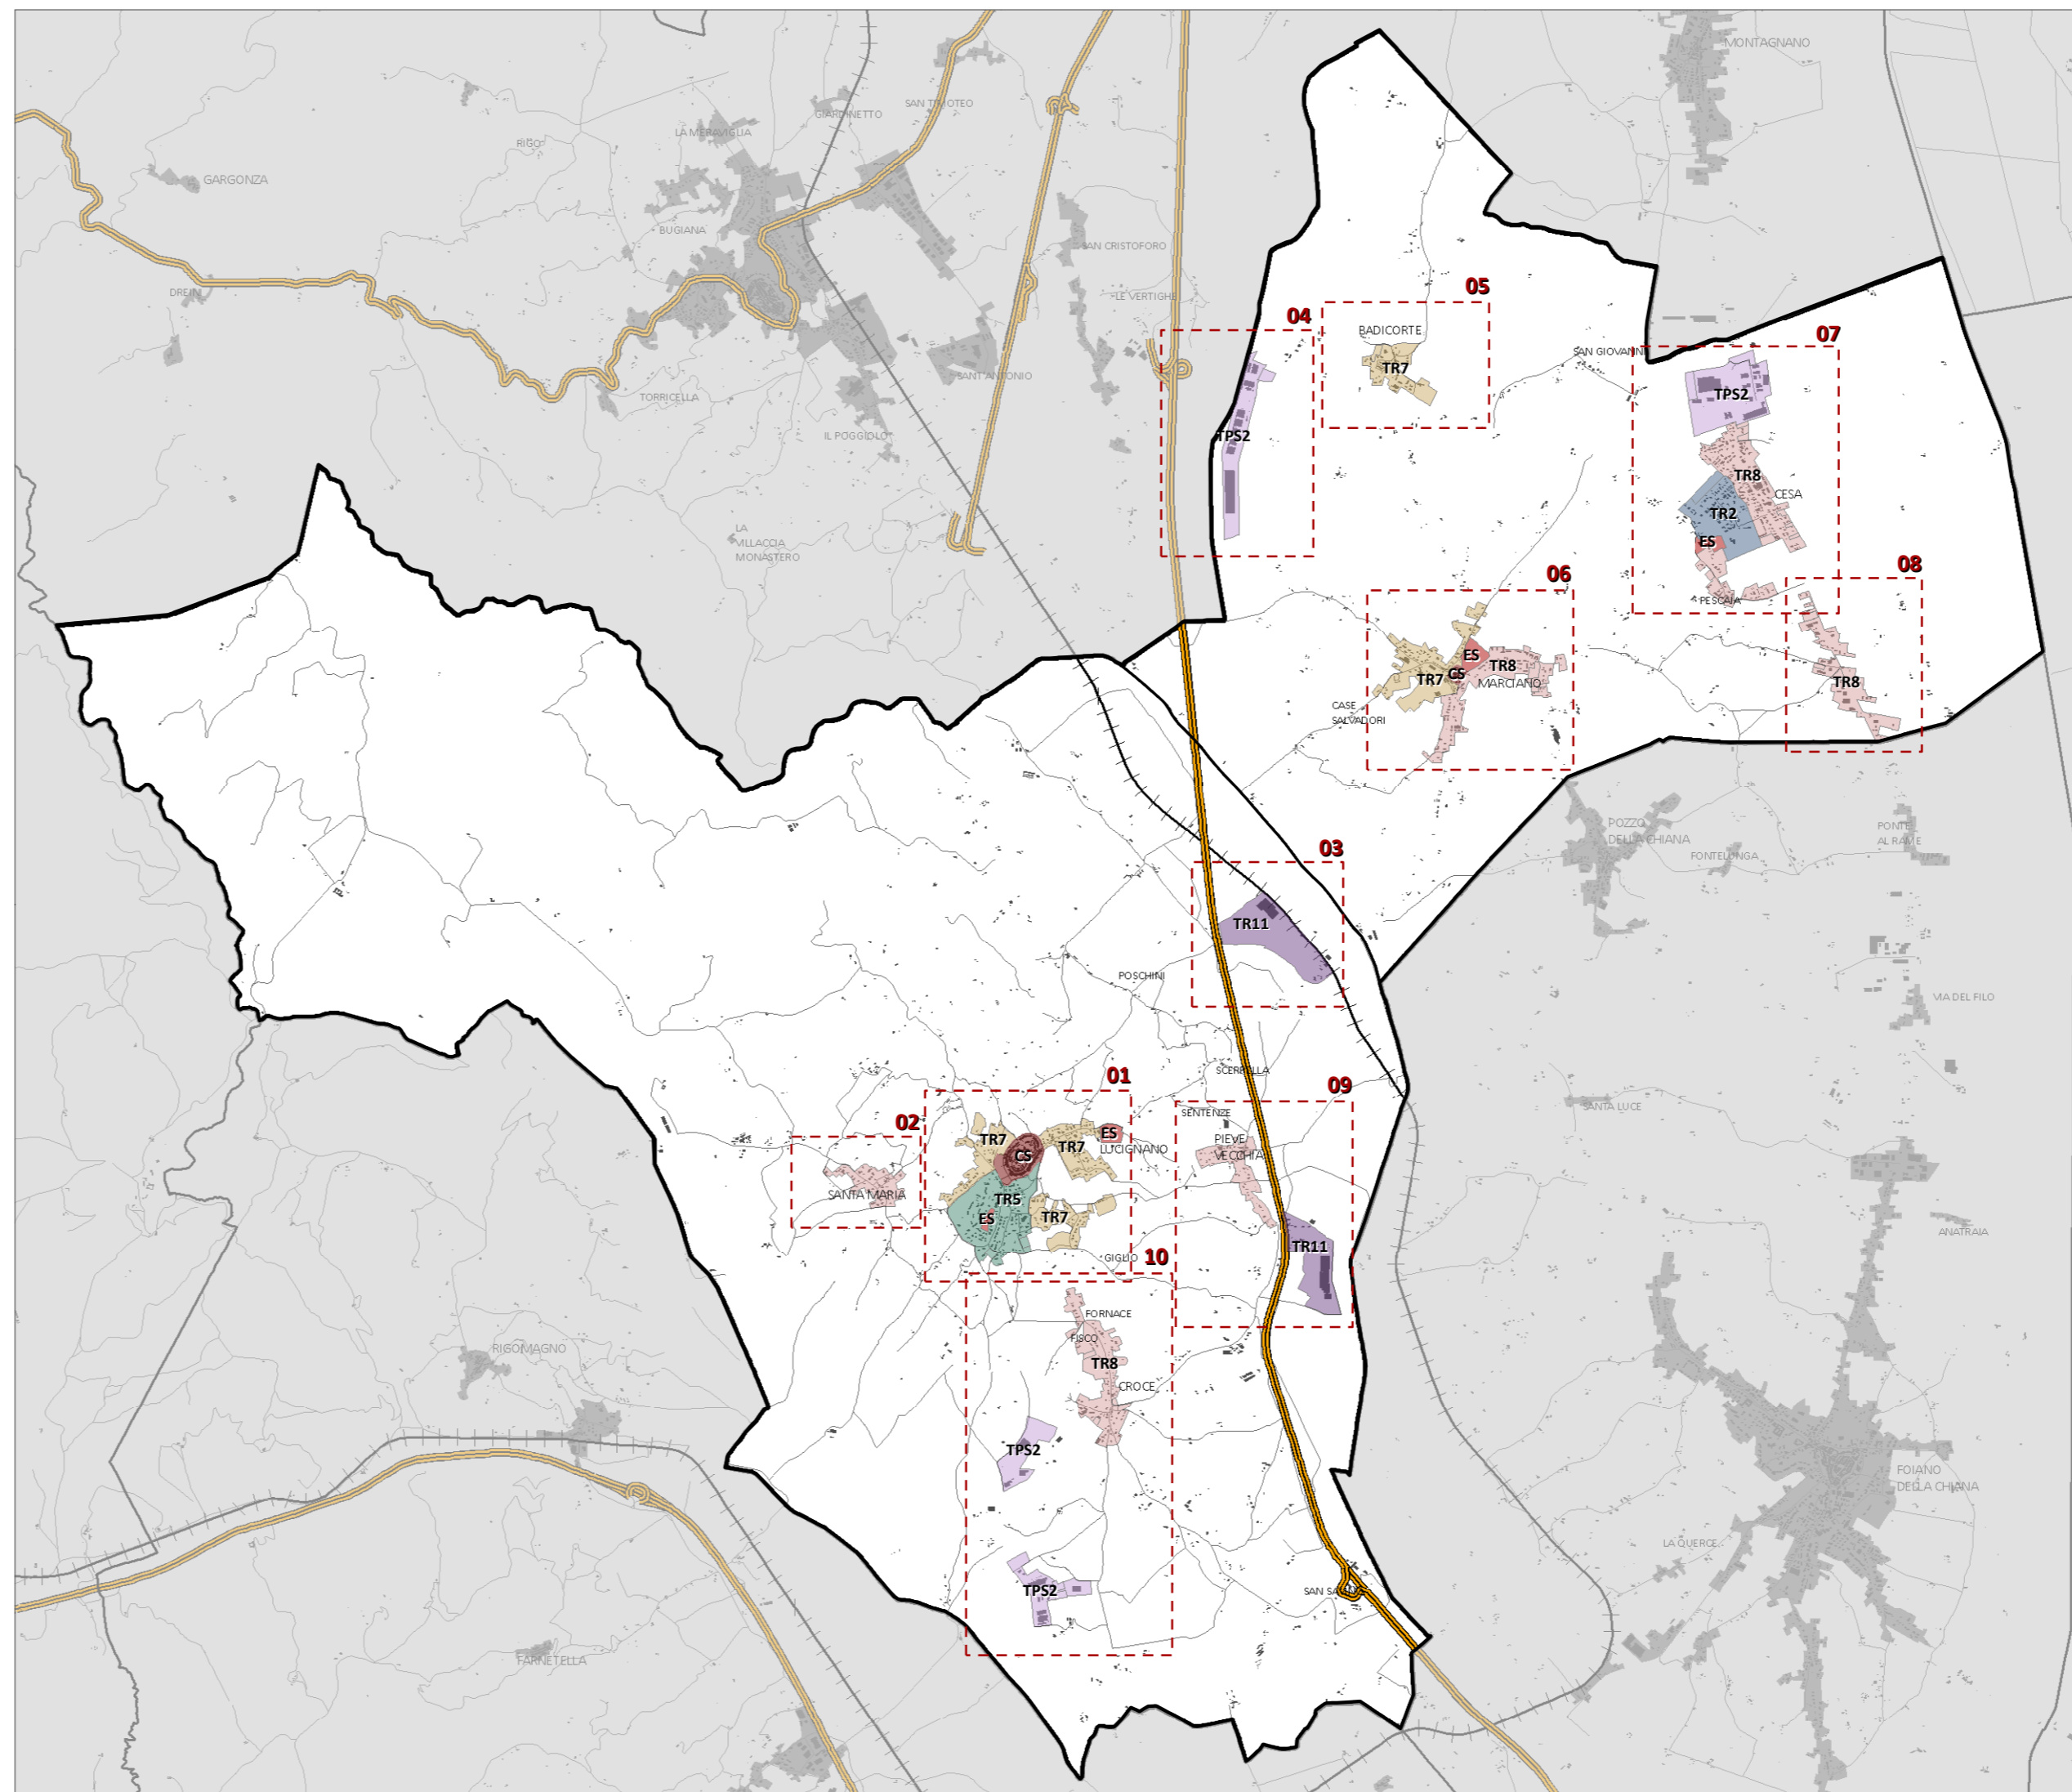 MONTAGNANO
SAN TIMOTEO
GIARDINETTO
LA MERAVIGLIA
RIGO
GARGONZA
BUGIANA
SAN CRISTOFORO
DREINI
LE VERTIGHE
05
04
BADICORTE
07
SAN GIOVANNI
TR7
SANT'ANTONIO
TPS2
TORRICELLA
IL POGGIOLO
TPS2
TR8
CESA
TR2
LA
VILLACCIA
MONASTERO
ES
08
06
PESCAIA
ES
TR8
CS
TR7
MARCIANO
TR8
CASE
SALVADORI
POZZO
DELLA CHIANA
PONTE
AL RAME
03
FONTELUNGA
TR11
POSCHINI
VIA DEL FILO
SCERPELLA
01
09
SANTA LUCE
SENTENZE
02
TR7
ES
PIEVE
VECCHIA
TR7
LUCIGNANO
CS
SANTA MARIA
TR5
ES
TR7
ANATRAIA
TR11
GIGLIO
10
FORNACE
FISCO
RIGOMAGNO
TR8
CROCE
TPS2
FOIANO
DELLA CHIANA
LA QUERCE
TPS2
FARNETELLA